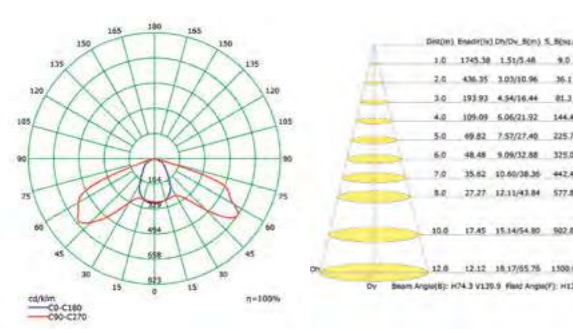 180
165 165
150 150
135 135
120 120
105 105
90 90
75 75
60 60
45 45
30 30
15 0 15
164
494
658
823
cd/klm
C0-C180
C90-C270
η=100%
Dist(m) Enadir(lx) Dh/Dv_B(m) S_B(sq.
1.0 1745.38 1.51/5.48 9.0
2.0 436.35 3.03/10.96 36.1
3.0 193.93 4.54/16.44 81.3
4.0 109.09 6.06/21.92 144.4
5.0 69.82 7.57/27.40 225.7
6.0 48.48 9.09/32.88 325.0
7.0 35.62 10.60/38.36 442.4
8.0 27.27 12.11/43.84 577.8
10.0 17.45 15.14/54.80 902.8
12.0 12.12 18.17/65.76 1300.
Dh
Dv
Beam Angle(B): H74.3 V139.9 Field Angle(F): H1